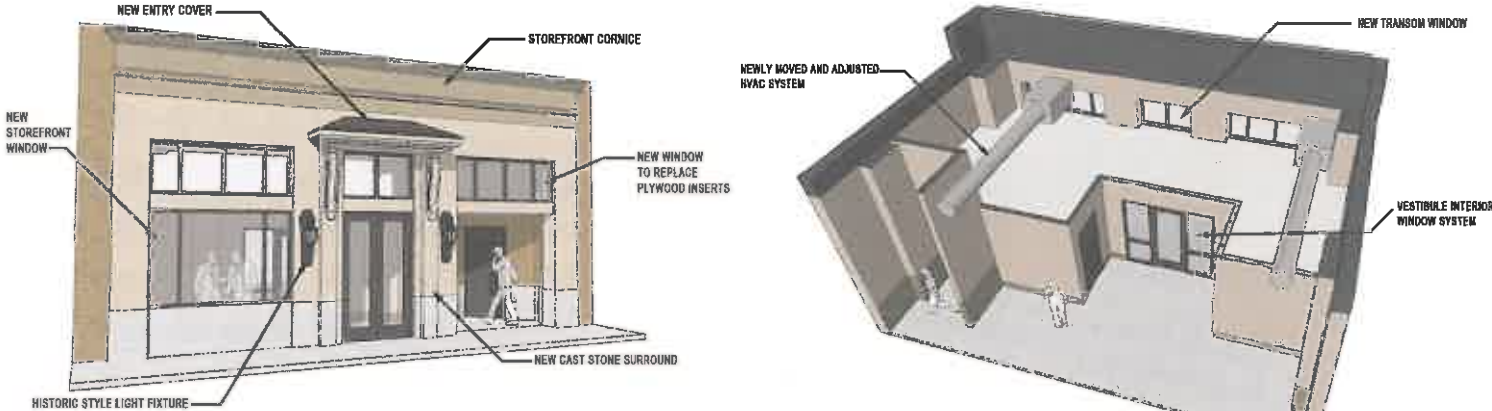 NEW ENTRY COVER
STOREFRONT CORNICE
NEW
STOREFRONT
WINDOW
NEW WINDOW
TO REPLACE
PLYWOOD INSERTS
NEW CAST STONE SURROUND
HISTORIC STYLE LIGHT FIXTURE
NEW TRANSOM WINDOW
NEWLY MOVED AND ADJUSTED
HVAC SYSTEM
VESTIBULE INTERIOR
WINDOW SYSTEM